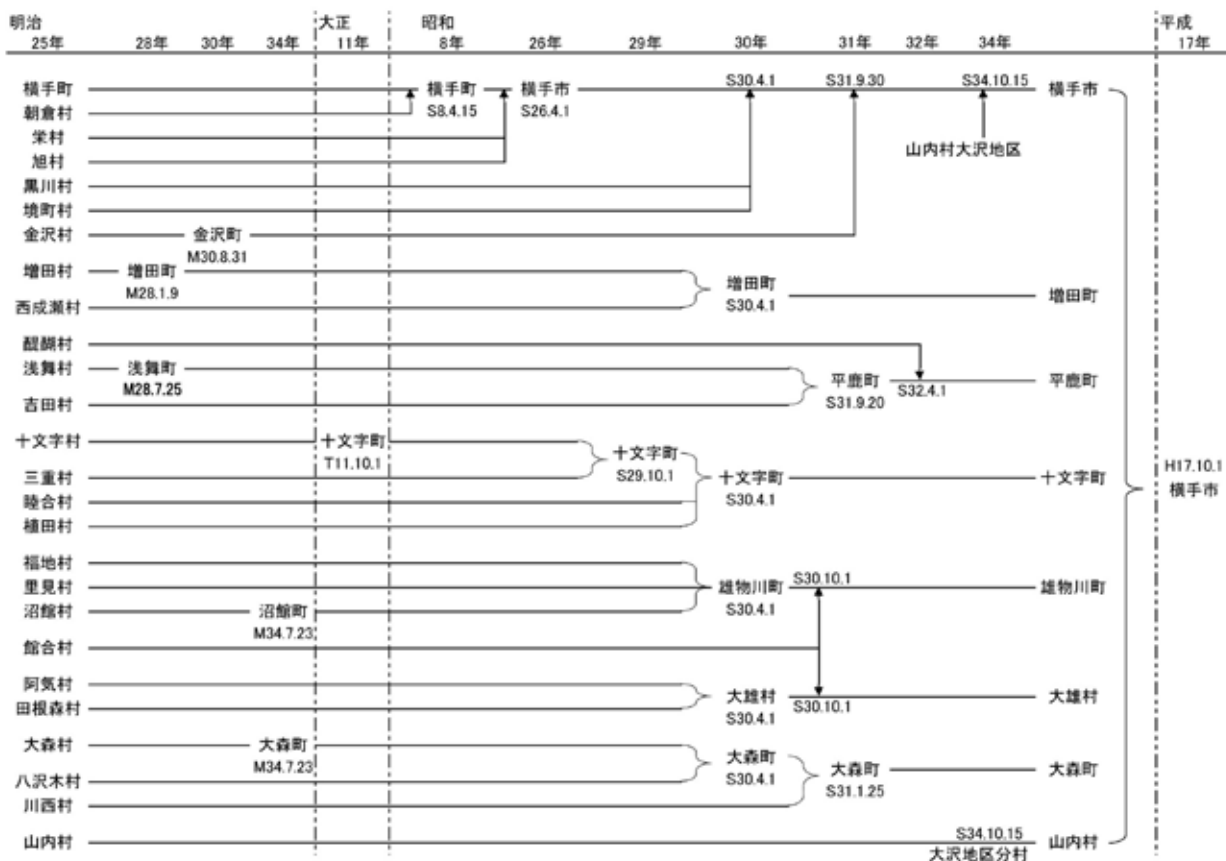 明治 大正 昭和 平成
25年 28年 30年 34年 11年 8年 26年 29年 30年 31年 32年 34年 17年
横手町 横手町 横手市 S30.4.1 S31.9.30 S34.10.15 横手市
朝倉村 S8.4.15 S26.4.1
栄村
旭村 山内村大沢地区
黒川村
境町村
金沢村 金沢町
M30.8.31
増田村 増田町 増田町
M28.1.9 S30.4.1 増田町
西成瀬村
醍醐村
浅舞村 浅舞町 平鹿町 平鹿町
M28.7.25 S31.9.20 S32.4.1
吉田村
十文字村 十文字町 十文字町
T11.10.1 S29.10.1 H17.10.1
三重村 十文字町 十文字町 横手市
睦合村 S30.4.1
植田村
福地村
里見村 雄物川町 S30.10.1 雄物川町
沼館村 沼館町 S30.4.1
M34.7.23
館合村
阿気村 大雄村 大雄村
田根森村 S30.4.1 S30.10.1
大森村 大森町 大森町
M34.7.23 S30.4.1 大森町 大森町
八沢木村 S31.1.25
川西村
山内村 S34.10.15 山内村
大沢地区分村